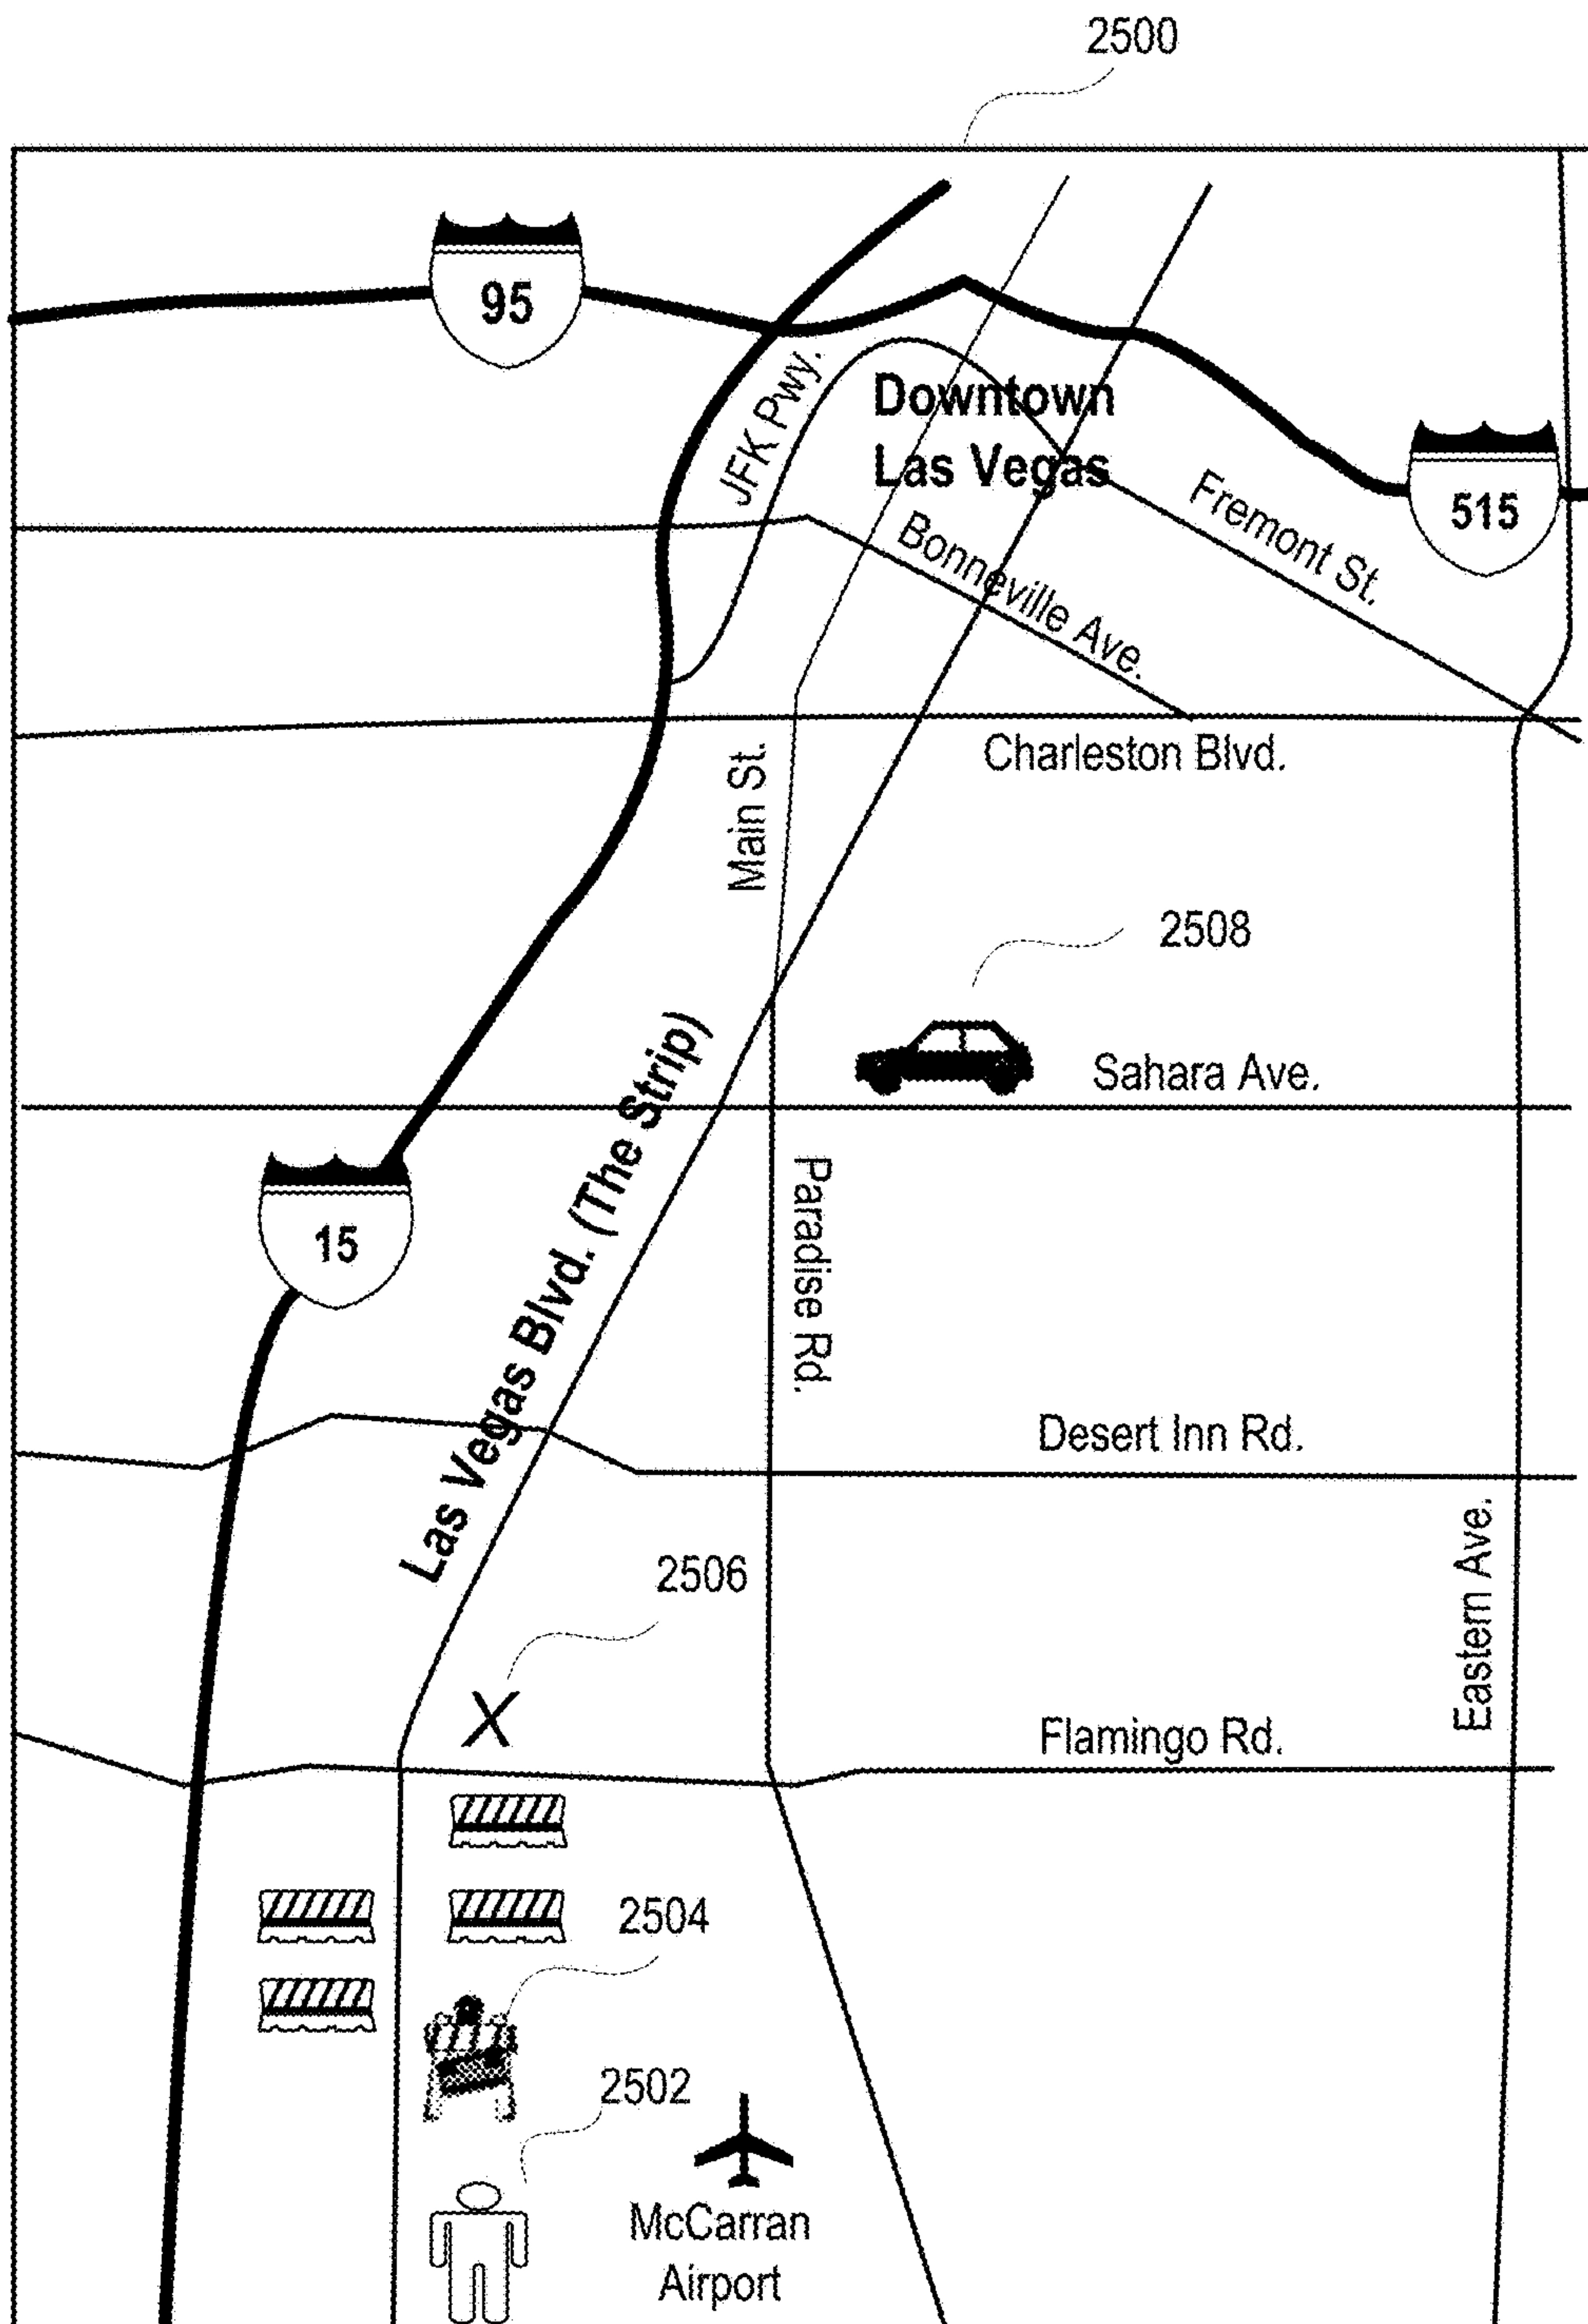 2500
95
JFK Pwy.
Downtown
Las Vegas
515
Fremont St.
Bonneville Ave.
Charleston Blvd.
Main St.
2508
Sahara Ave.
Las Vegas Blvd. (The Strip)
15
Paradise Rd.
Desert Inn Rd.
2506
Eastern Ave.
Flamingo Rd.
2504
2502
McCarran
Airport